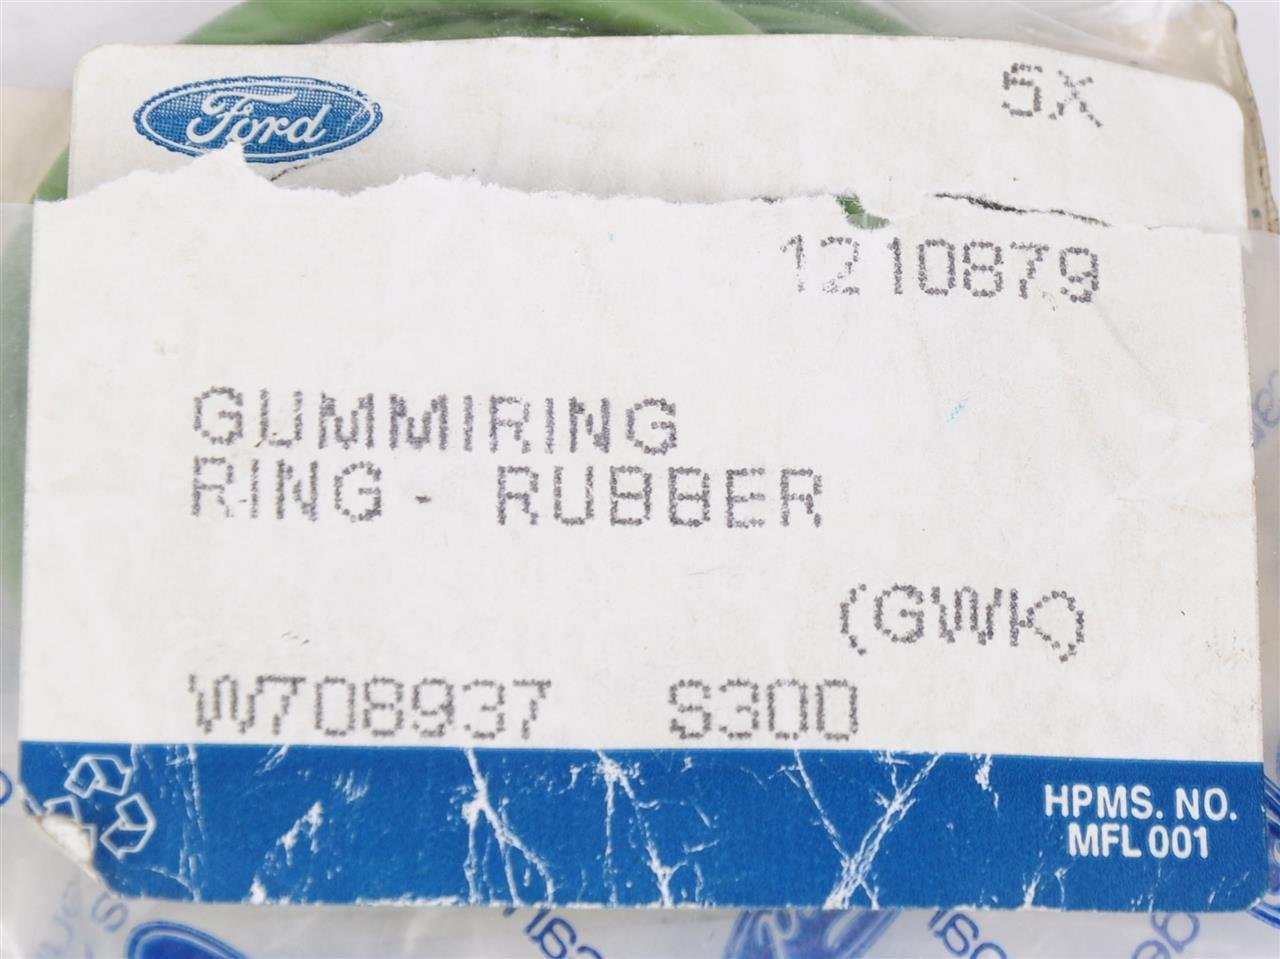 Ford
5X
1210879
GUMMIRING
RING - RUBBER
(GWK)
W708937 S300
HPMS. NO.
MFL 001